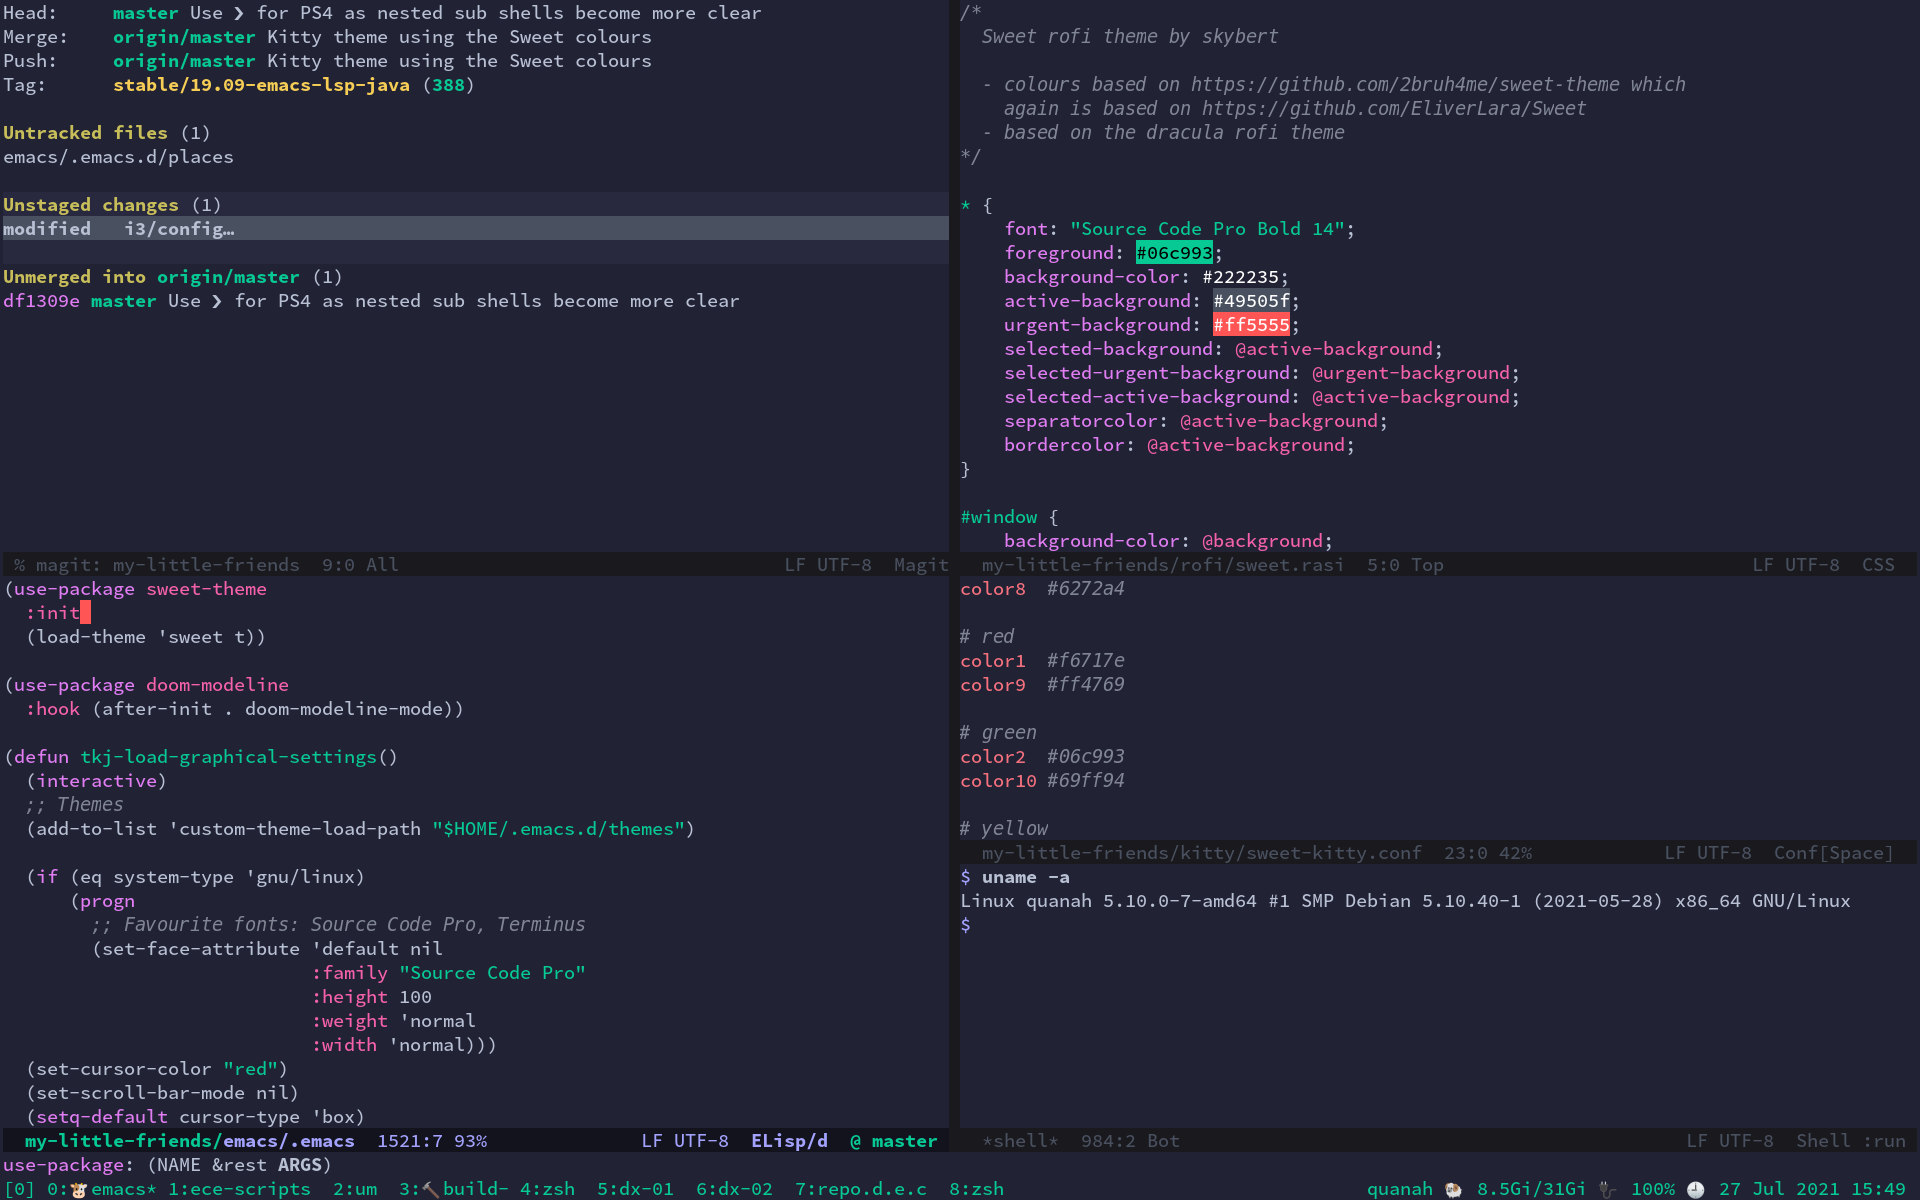 Head:     master Use ❯ for PS4 as nested sub shells become more clear
Merge:    origin/master Kitty theme using the Sweet colours
Push:     origin/master Kitty theme using the Sweet colours
Tag:      stable/19.09-emacs-lsp-java (388)

Untracked files (1)
emacs/.emacs.d/places

Unstaged changes (1)
modified   i3/config…

Unmerged into origin/master (1)
df1309e master Use ❯ for PS4 as nested sub shells become more clear
% magit: my-little-friends  9:0 All    LF UTF-8  Magit
/*
  Sweet rofi theme by skybert

  - colours based on https://github.com/2bruh4me/sweet-theme which
    again is based on https://github.com/EliverLara/Sweet
  - based on the dracula rofi theme
*/

* {
    font: "Source Code Pro Bold 14";
    foreground: #06c993;
    background-color: #222235;
    active-background: #49505f;
    urgent-background: #ff5555;
    selected-background: @active-background;
    selected-urgent-background: @urgent-background;
    selected-active-background: @active-background;
    separatorcolor: @active-background;
    bordercolor: @active-background;
}

#window {
    background-color: @background;
my-little-friends/rofi/sweet.rasi  5:0 Top    LF UTF-8  CSS
(use-package sweet-theme
  :init
  (load-theme 'sweet t))

(use-package doom-modeline
  :hook (after-init . doom-modeline-mode))

(defun tkj-load-graphical-settings()
  (interactive)
  ;; Themes
  (add-to-list 'custom-theme-load-path "$HOME/.emacs.d/themes")

  (if (eq system-type 'gnu/linux)
      (progn
        ;; Favourite fonts: Source Code Pro, Terminus
        (set-face-attribute 'default nil
                            :family "Source Code Pro"
                            :height 100
                            :weight 'normal
                            :width 'normal)))
  (set-cursor-color "red")
  (set-scroll-bar-mode nil)
  (setq-default cursor-type 'box)
my-little-friends/emacs/.emacs  1521:7 93%    LF UTF-8  ELisp/d  @ master
color8  #6272a4

# red
color1  #f6717e
color9  #ff4769

# green
color2  #06c993
color10 #69ff94

# yellow
my-little-friends/kitty/sweet-kitty.conf  23:0 42%    LF UTF-8  Conf[Space]
$ uname -a
Linux quanah 5.10.0-7-amd64 #1 SMP Debian 5.10.40-1 (2021-05-28) x86_64 GNU/Linux
$
*shell*  984:2 Bot    LF UTF-8  Shell :run
use-package: (NAME &rest ARGS)
[0] 0:🐮emacs* 1:ece-scripts  2:um  3:🔨build- 4:zsh  5:dx-01  6:dx-02  7:repo.d.e.c  8:zsh    quanah 🐏 8.5Gi/31Gi 🔌 100% 🕘 27 Jul 2021 15:49